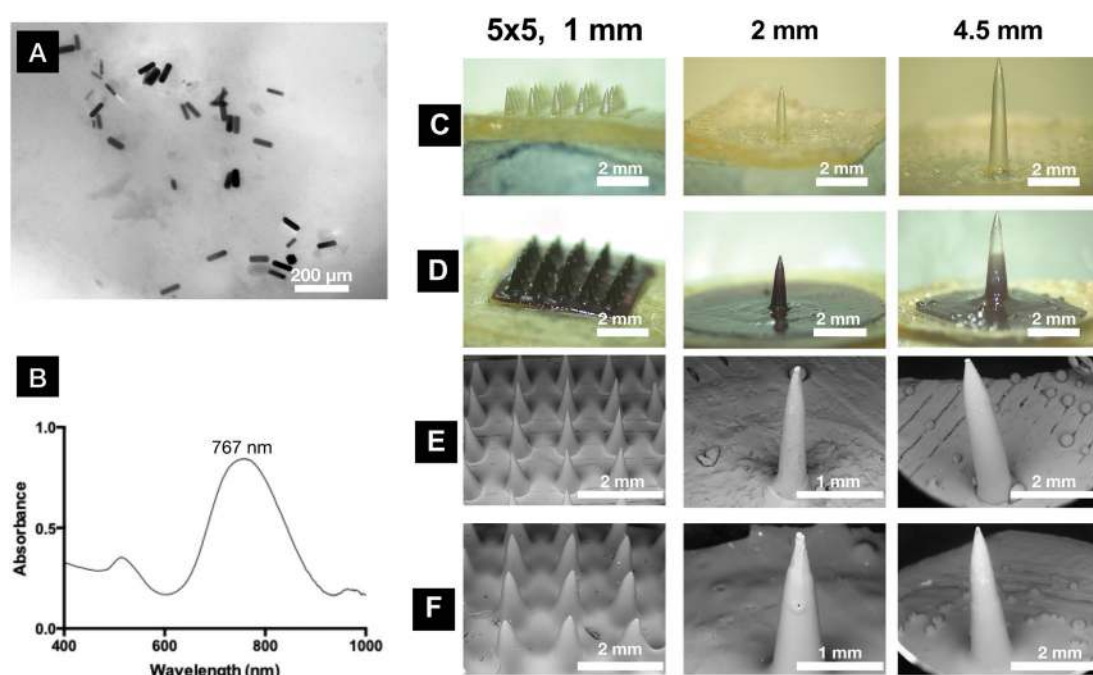 A
200 µm
B
767 nm
1.0
0.5
0.0
Absorbance
400 600 800 1000
Wavelength (nm)
5x5, 1 mm 2 mm 4.5 mm
C
2 mm 2 mm 2 mm
D
2 mm 2 mm 2 mm
E
2 mm 1 mm 2 mm
F
2 mm 1 mm 2 mm